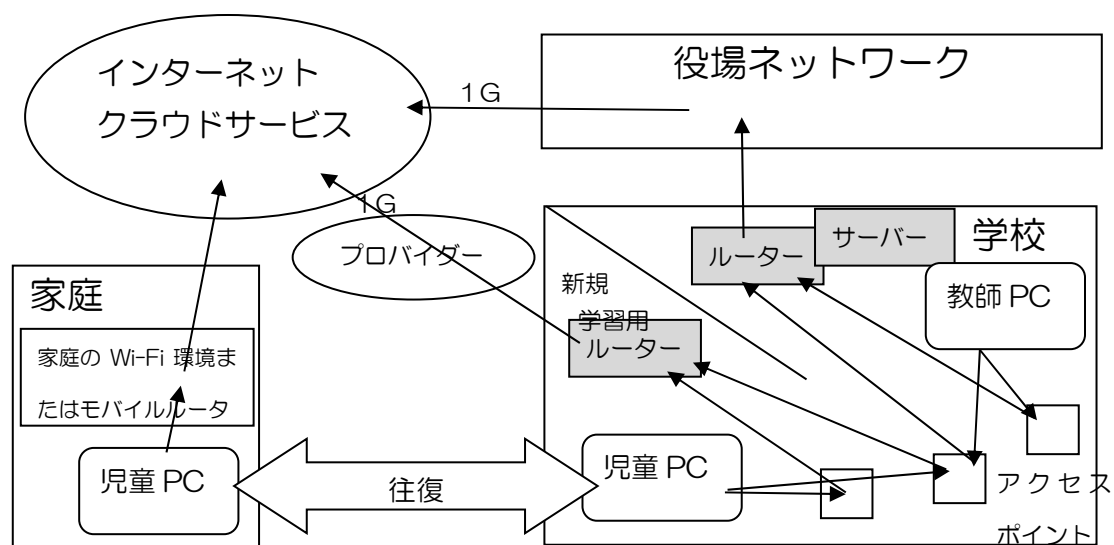 インターネット
クラウドサービス
1G
役場ネットワーク
1G
プロバイダー
学校
サーバー
ルーター
教師 PC
新規
学習用
ルーター
家庭
家庭の Wi-Fi 環境ま
たはモバイルルータ
児童 PC
往復
児童 PC
アクセス
ポイント